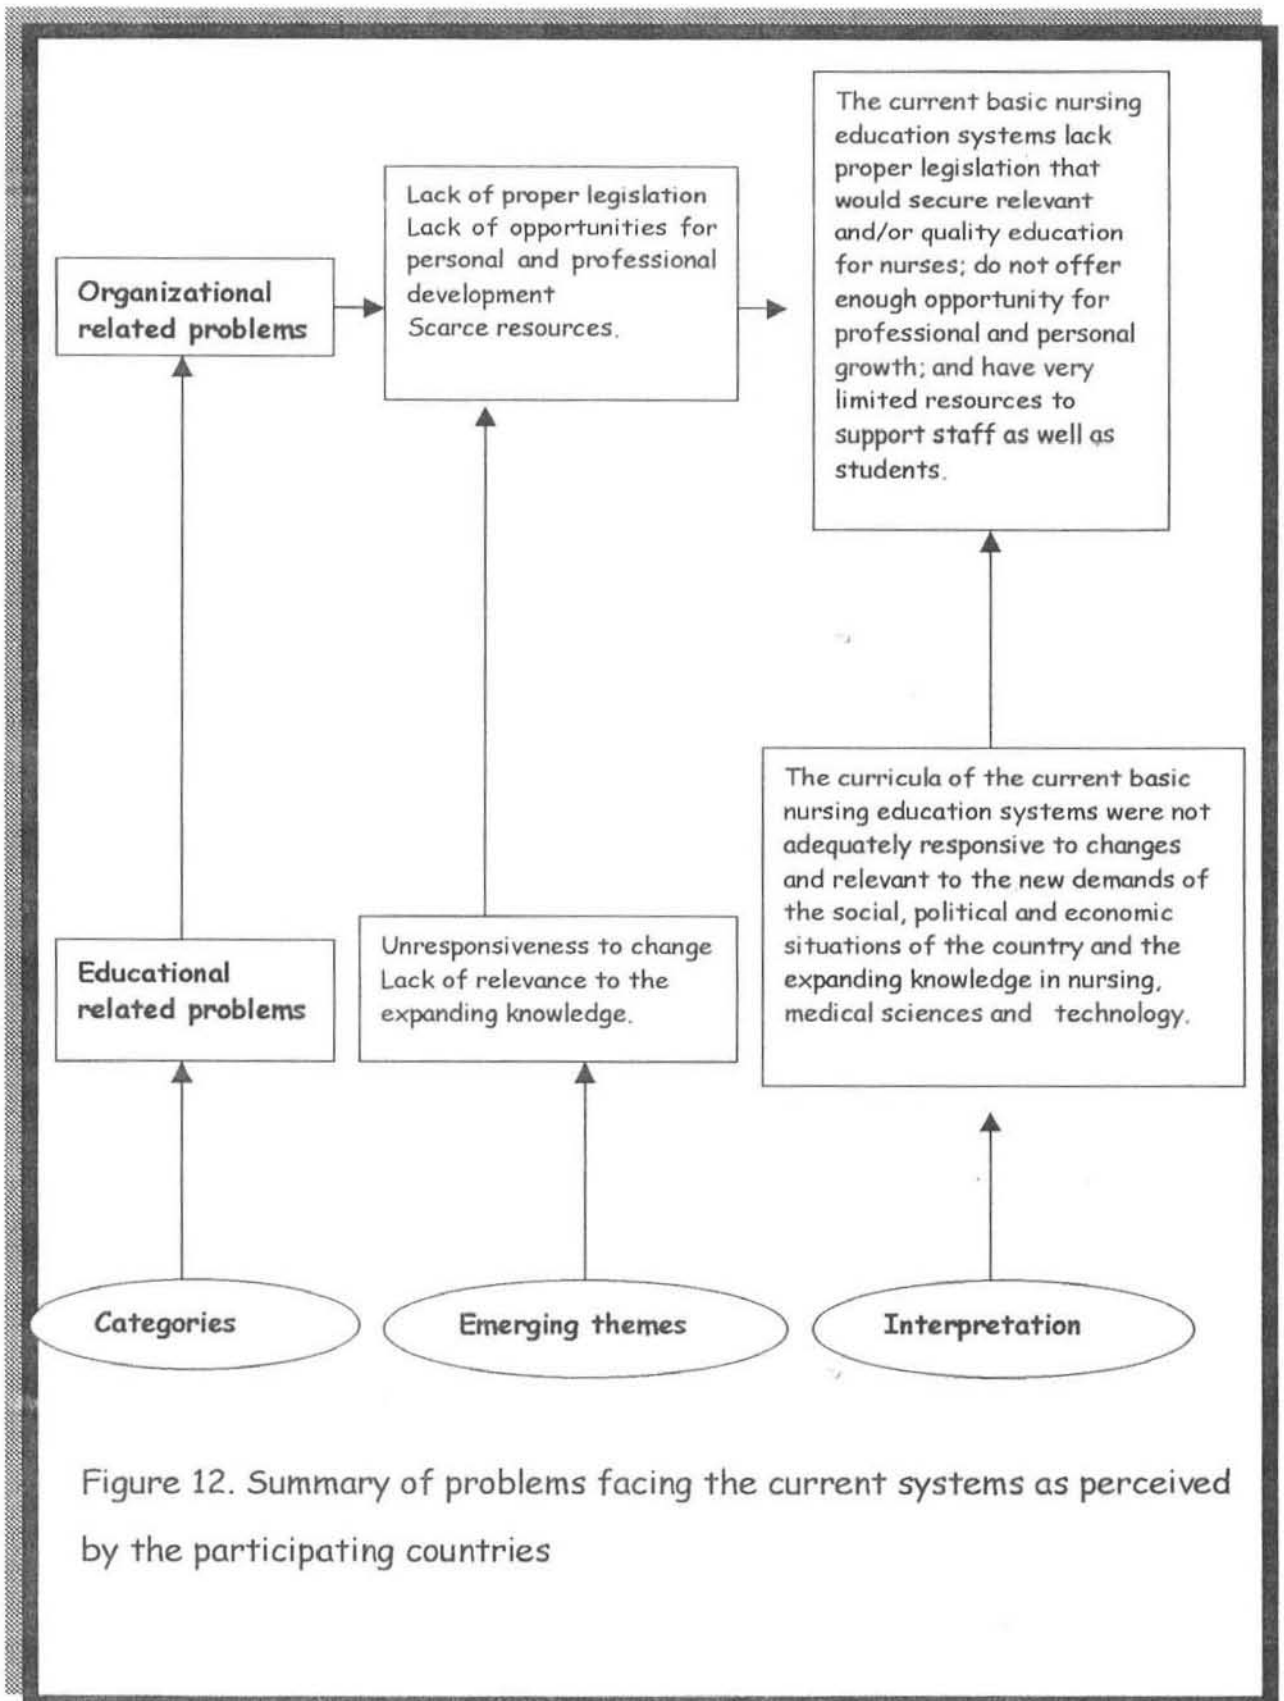 Organizational
related problems
Lack of proper legislation
Lack of opportunities for
personal and professional
development
Scarce resources.
The current basic nursing
education systems lack
proper legislation that
would secure relevant
and/or quality education
for nurses; do not offer
enough opportunity for
professional and personal
growth; and have very
limited resources to
support staff as well as
students.
Educational
related problems
Unresponsiveness to change
Lack of relevance to the
expanding knowledge.
The curricula of the current basic
nursing education systems were not
adequately responsive to changes
and relevant to the new demands of
the social, political and economic
situations of the country and the
expanding knowledge in nursing,
medical sciences and technology.
Categories
Emerging themes
Interpretation
Figure 12. Summary of problems facing the current systems as perceived
by the participating countries